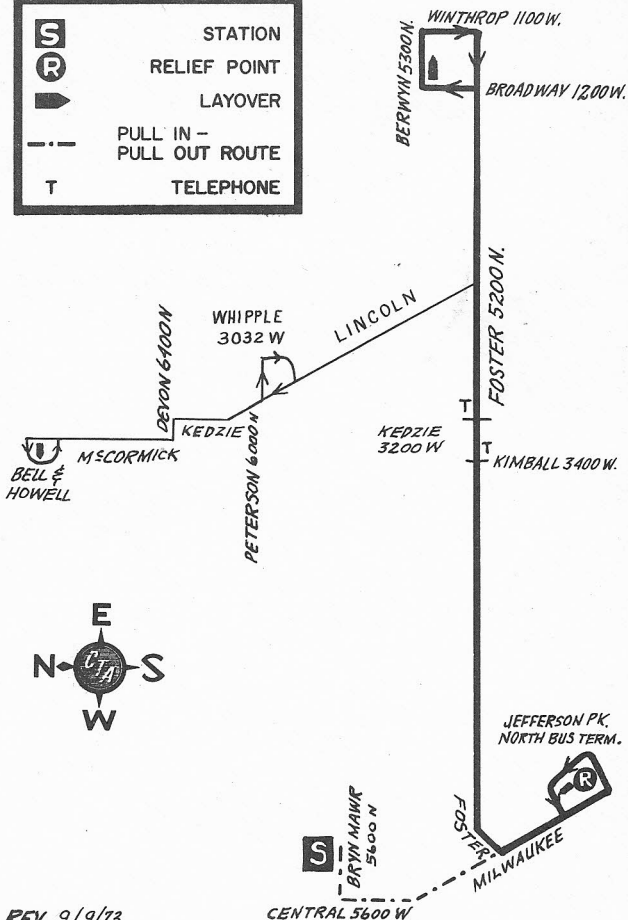 S STATION
R RELIEF POINT
LAYOVER
PULL IN -
PULL OUT ROUTE
T TELEPHONE
WINTHROP 1100 W.
BERWYN 5300 N.
BROADWAY 1200 W.
FOSTER 5200 N.
LINCOLN
WHIPPLE
3032 W
DEVON 6400 N
KEDZIE
PETERSON 6000 N
McCORMICK
BELL &
HOWELL
T
KEDZIE
3200 W
T
KIMBALL 3400 W.
E
N CTA S
W
JEFFERSON PK.
NORTH BUS TERM.
R
FOSTER
MILWAUKEE
S
BRYN MAWR
5600 N
CENTRAL 5600 W
REV. 9/9/73